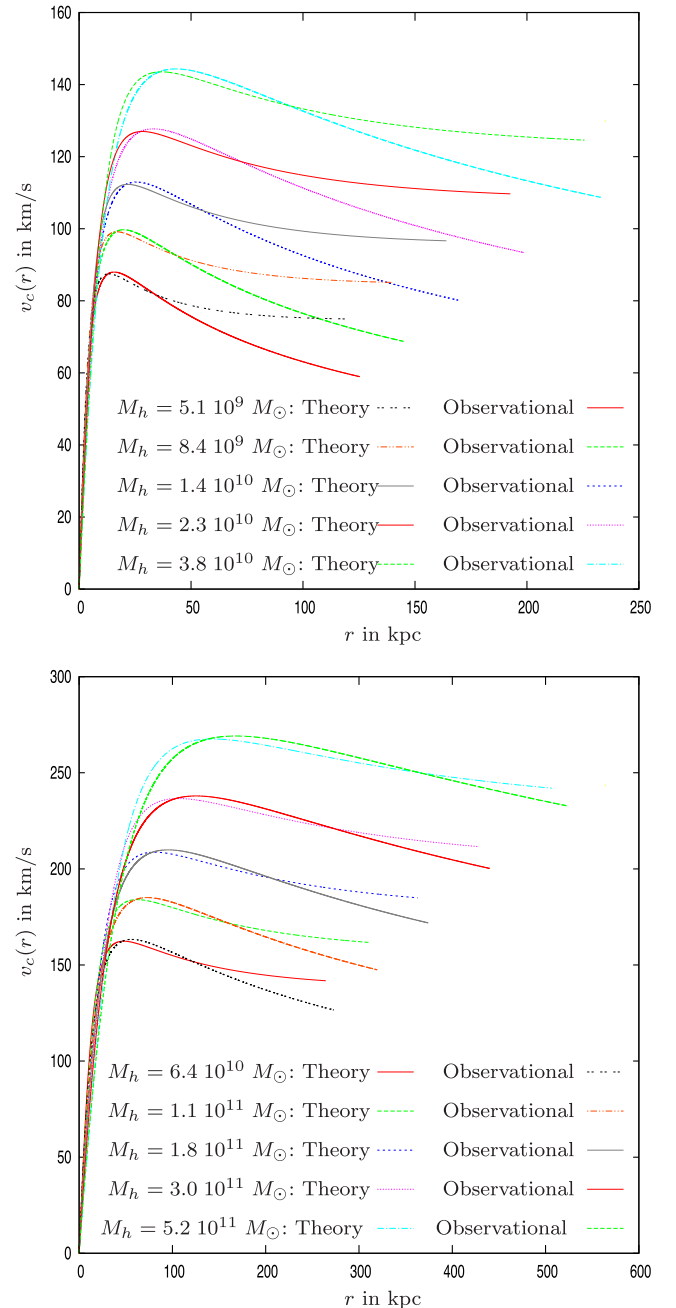 160
140
120
100
80
60
40
20
0
v_c(r) in km/s
M_h = 5.1 10^9 M_⊙: Theory Observational
M_h = 8.4 10^9 M_⊙: Theory Observational
M_h = 1.4 10^10 M_⊙: Theory Observational
M_h = 2.3 10^10 M_⊙: Theory Observational
M_h = 3.8 10^10 M_⊙: Theory Observational
0 50 100 150 200 250
r in kpc
300
250
200
150
100
50
0
v_c(r) in km/s
M_h = 6.4 10^10 M_⊙: Theory Observational
M_h = 1.1 10^11 M_⊙: Theory Observational
M_h = 1.8 10^11 M_⊙: Theory Observational
M_h = 3.0 10^11 M_⊙: Theory Observational
M_h = 5.2 10^11 M_⊙: Theory Observational
0 100 200 300 400 500 600
r in kpc